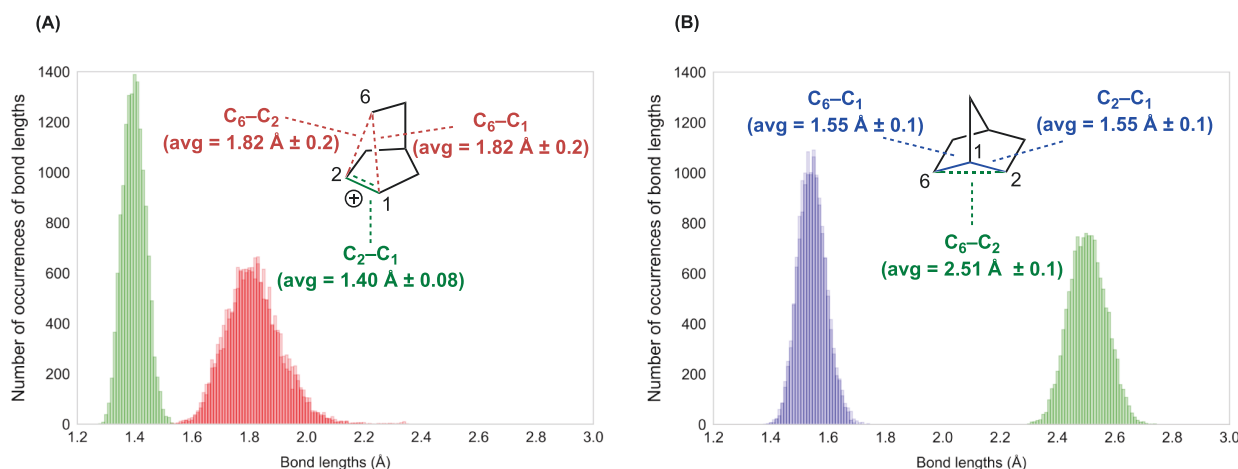 (A)
Number of occurrences of bond lengths
1400
1200
1000
800
600
400
200
0
1.2
1.4
1.6
1.8
2.0
2.2
2.4
2.6
2.8
3.0
Bond lengths (Å)
C6–C2
(avg = 1.82 Å ± 0.2)
C6–C1
(avg = 1.82 Å ± 0.2)
6
2
+
1
C2–C1
(avg = 1.40 Å ± 0.08)
(B)
Number of occurrences of bond lengths
1400
1200
1000
800
600
400
200
0
1.2
1.4
1.6
1.8
2.0
2.2
2.4
2.6
2.8
3.0
Bond lengths (Å)
C6–C1
(avg = 1.55 Å ± 0.1)
C2–C1
(avg = 1.55 Å ± 0.1)
1
6
2
C6–C2
(avg = 2.51 Å ± 0.1)